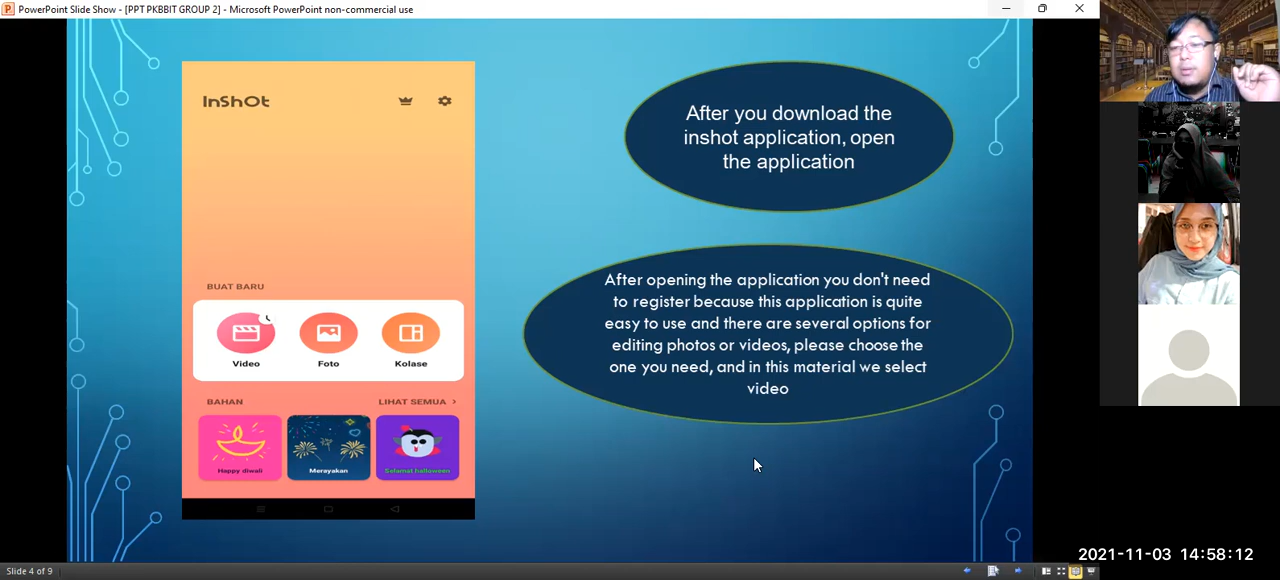 PowerPoint Slide Show - [PPT PKBBIT GROUP 2] - Microsoft PowerPoint non-commercial use
InShOt
BUAT BARU
Video
Foto
Kolase
BAHAN
LIHAT SEMUA >
Happy diwali
Merayakan
Selamat halloween
After you download the
inshot application, open
the application
After opening the application you don't need
to register because this application is quite
easy to use and there are several options for
editing photos or videos, please choose the
one you need, and in this material we select
video
2021-11-03 14:58:12
Slide 4 of 9